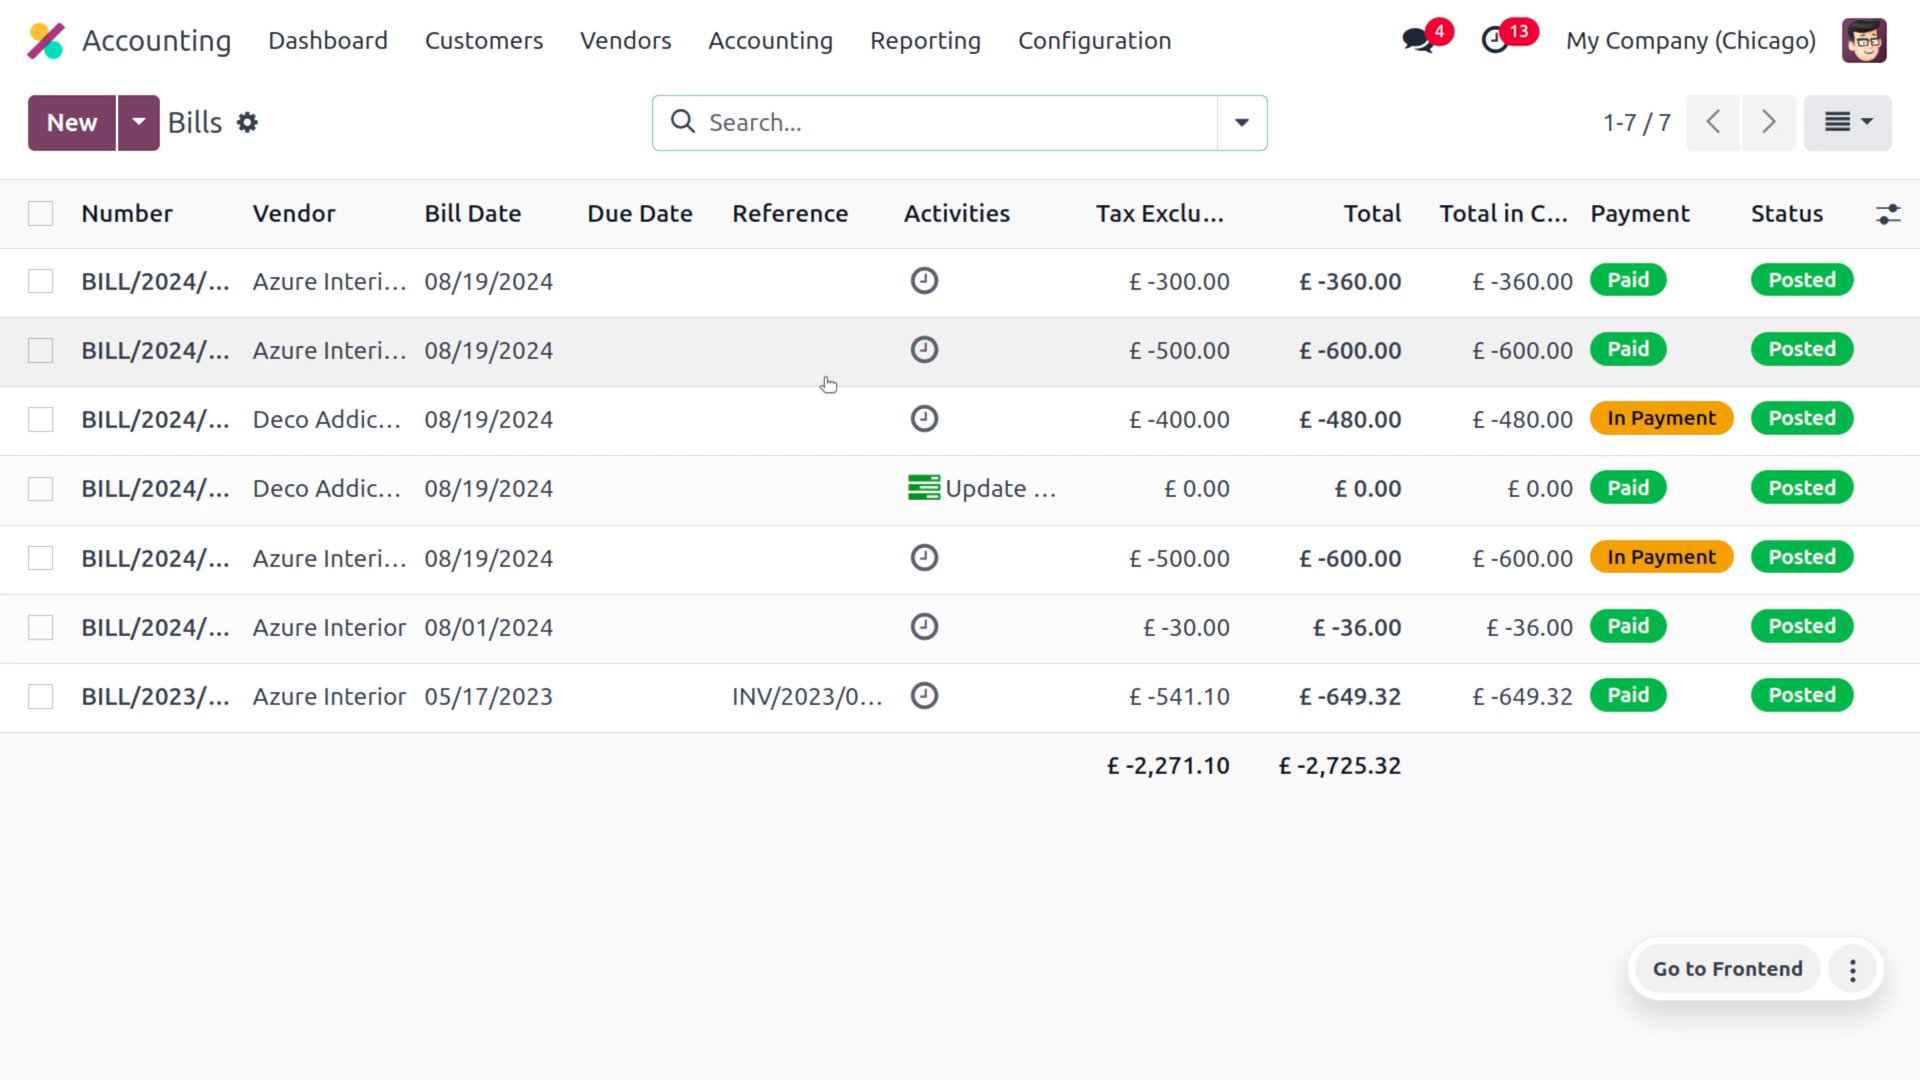 Accounting Dashboard Customers Vendors Accounting Reporting Configuration 4 13 My Company (Chicago)
New Bills Search... 1-7 / 7
Number Vendor Bill Date Due Date Reference Activities Tax Exclu... Total Total in C... Payment Status
BILL/2024/... Azure Interi... 08/19/2024 £ -300.00 £ -360.00 £ -360.00 Paid Posted
BILL/2024/... Azure Interi... 08/19/2024 £ -500.00 £ -600.00 £ -600.00 Paid Posted
BILL/2024/... Deco Addic... 08/19/2024 £ -400.00 £ -480.00 £ -480.00 In Payment Posted
BILL/2024/... Deco Addic... 08/19/2024 Update ... £ 0.00 £ 0.00 £ 0.00 Paid Posted
BILL/2024/... Azure Interi... 08/19/2024 £ -500.00 £ -600.00 £ -600.00 In Payment Posted
BILL/2024/... Azure Interior 08/01/2024 £ -30.00 £ -36.00 £ -36.00 Paid Posted
BILL/2023/... Azure Interior 05/17/2023 INV/2023/0... £ -541.10 £ -649.32 £ -649.32 Paid Posted
£ -2,271.10 £ -2,725.32
Go to Frontend